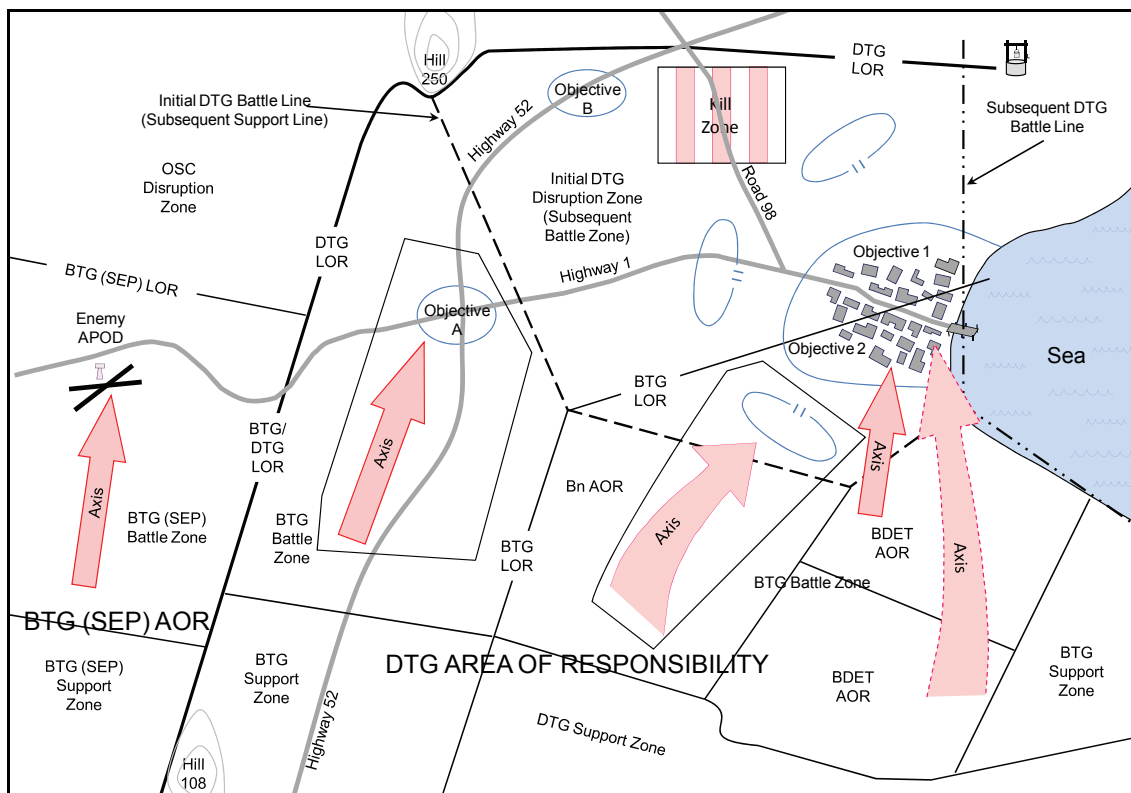 Hill
250
DTG
LOR
Initial DTG Battle Line
(Subsequent Support Line)
Highway 52
Objective
B
Kill
Zone
Subsequent DTG
Battle Line
OSC
Disruption
Zone
Initial DTG
Disruption Zone
(Subsequent
Battle Zone)
Road 98
DTG
LOR
Highway 1
Objective 1
BTG (SEP) LOR
Enemy
APOD
Objective
A
Objective 2
Sea
BTG
LOR
BTG/
DTG
LOR
Axis
Axis
Axis
Axis
Axis
BTG (SEP)
Battle Zone
BTG
Battle
Zone
Bn AOR
BTG
LOR
BDET
AOR
BTG Battle Zone
BTG (SEP) AOR
BTG (SEP)
Support
Zone
BTG
Support
Zone
DTG AREA OF RESPONSIBILITY
BDET
AOR
BTG
Support
Zone
Highway 52
DTG Support Zone
Hill
108